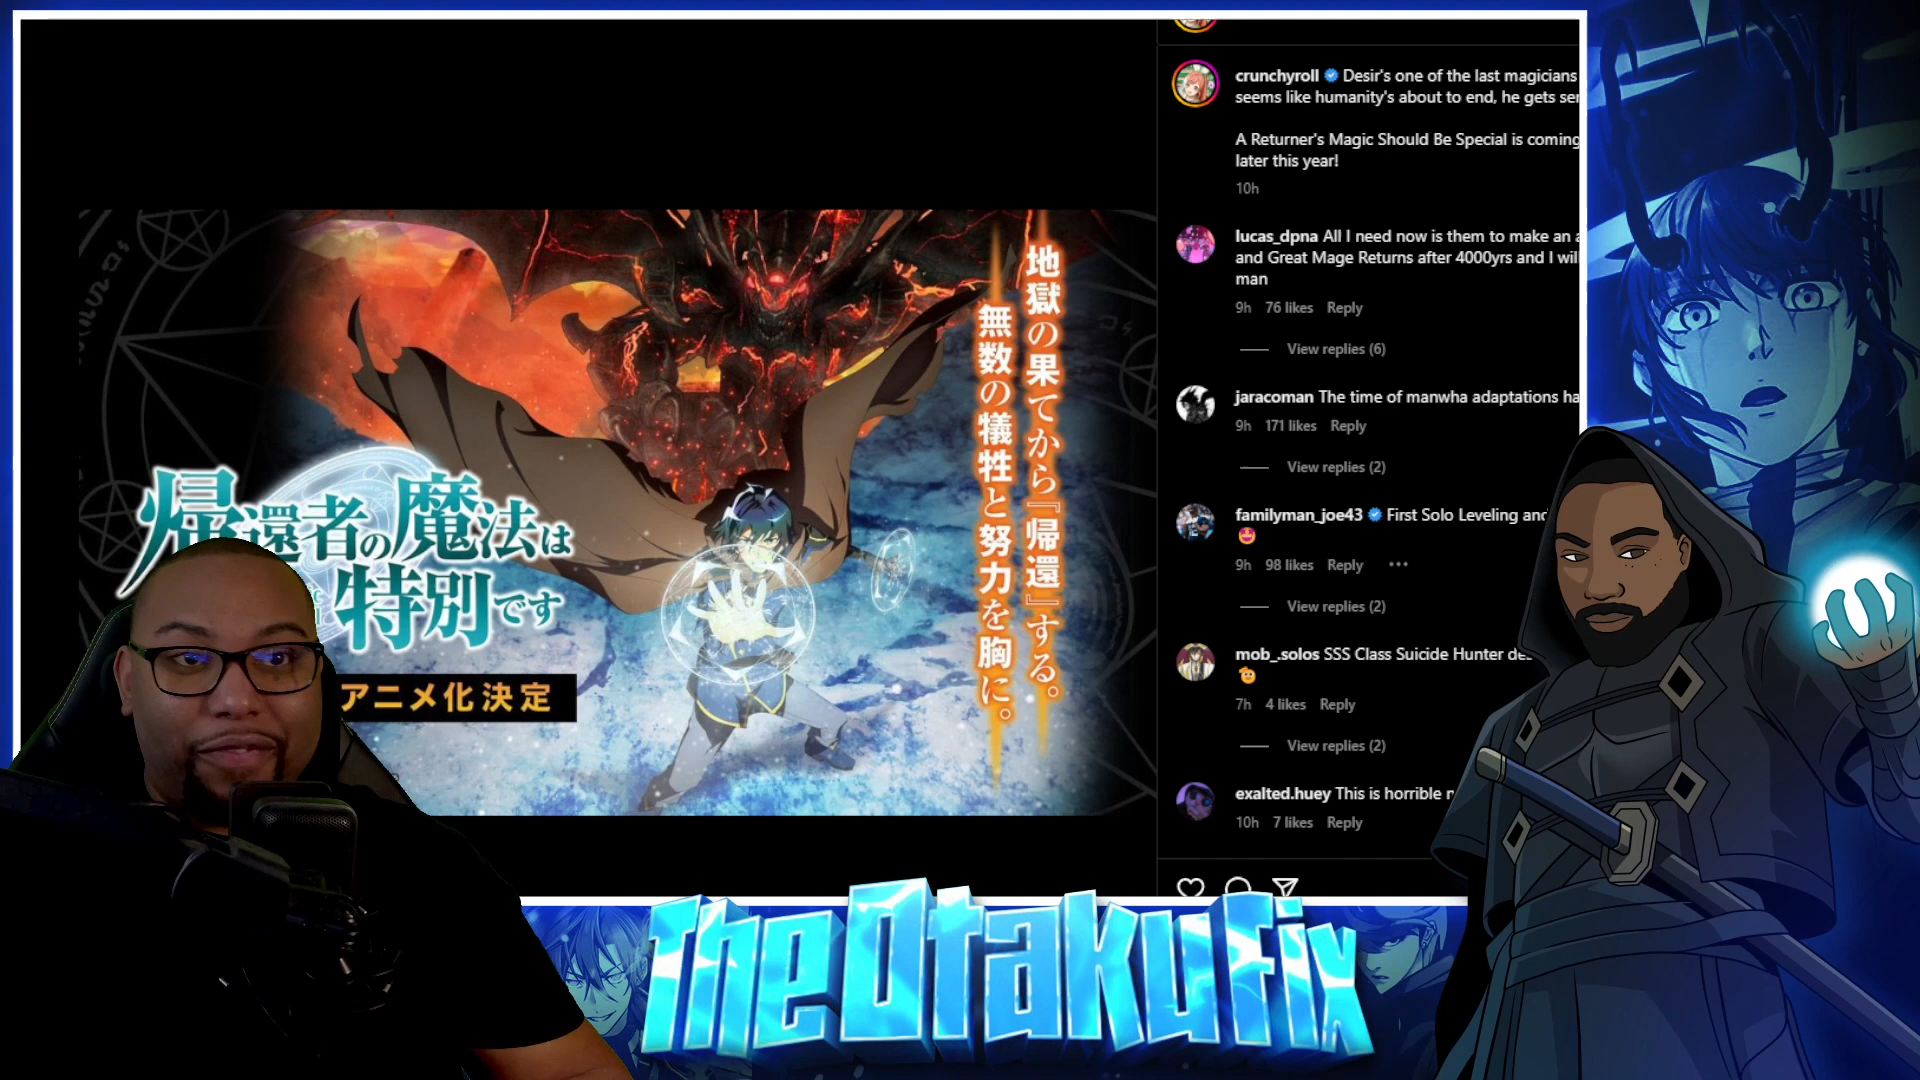 crunchyroll Desir's one of the last magicians
seems like humanity's about to end, he gets
A Returner's Magic Should Be Special is coming
later this year!
10h
lucas_dpna All I need now is them to make an
and Great Mage Returns after 4000yrs and I
man
9h 76 likes Reply
View replies (6)
jaracoman The time of manwha adaptations
9h 171 likes Reply
View replies (2)
familyman_joe43 First Solo Leveling and
9h 98 likes Reply •••
View replies (2)
mob_.solos SSS Class Suicide Hunter
7h 4 likes Reply
View replies (2)
exalted.huey This is horrible
10h 7 likes Reply
地獄の果てから『帰還』する。
無数の犠牲と努力を胸に。
帰還者の魔法は
特別です
アニメ化決定
The Otaku Fix